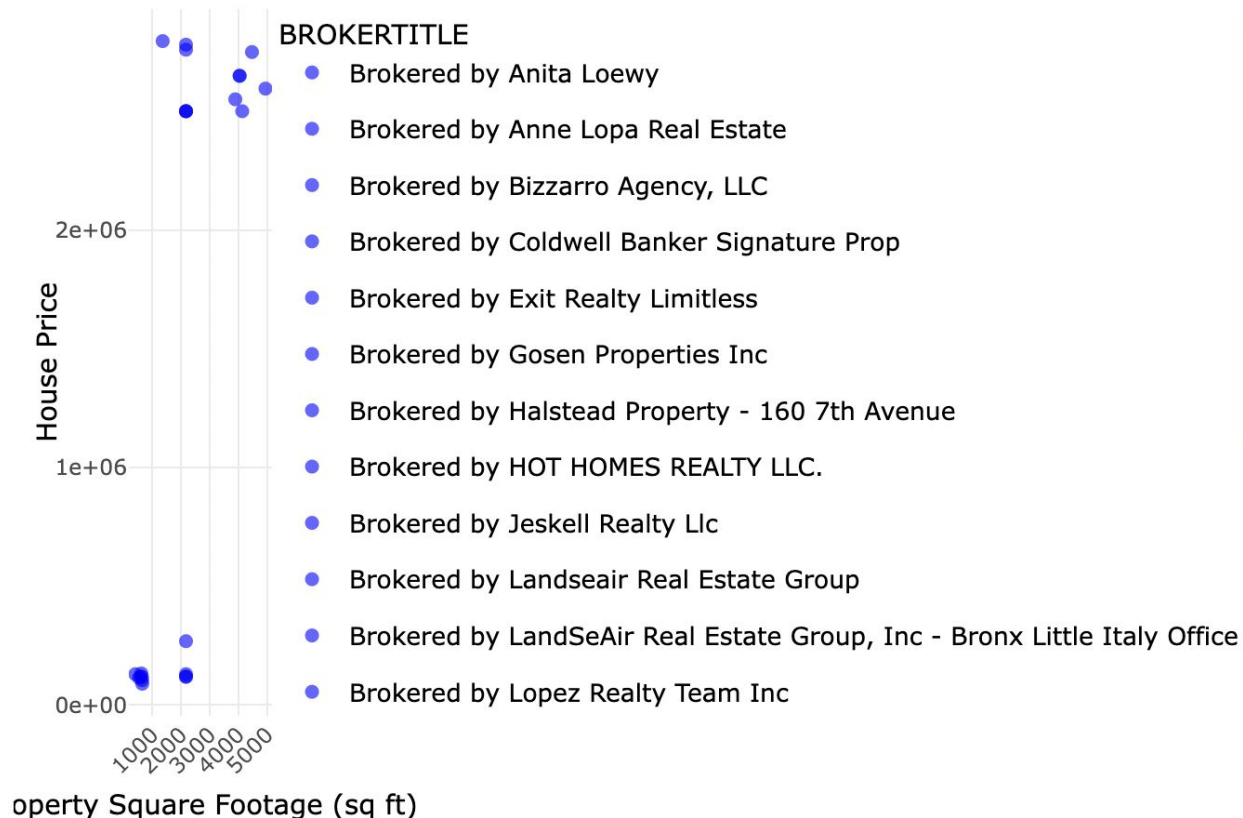 BROKERTITLE
Brokered by Anita Loewy
Brokered by Anne Lopa Real Estate
Brokered by Bizzarro Agency, LLC
Brokered by Coldwell Banker Signature Prop
Brokered by Exit Realty Limitless
Brokered by Gosen Properties Inc
Brokered by Halstead Property - 160 7th Avenue
Brokered by HOT HOMES REALTY LLC.
Brokered by Jeskell Realty Llc
Brokered by Landseair Real Estate Group
Brokered by LandSeAir Real Estate Group, Inc - Bronx Little Italy Office
Brokered by Lopez Realty Team Inc
House Price
2e+06
1e+06
0e+00
1000
2000
3000
4000
5000
operty Square Footage (sq ft)